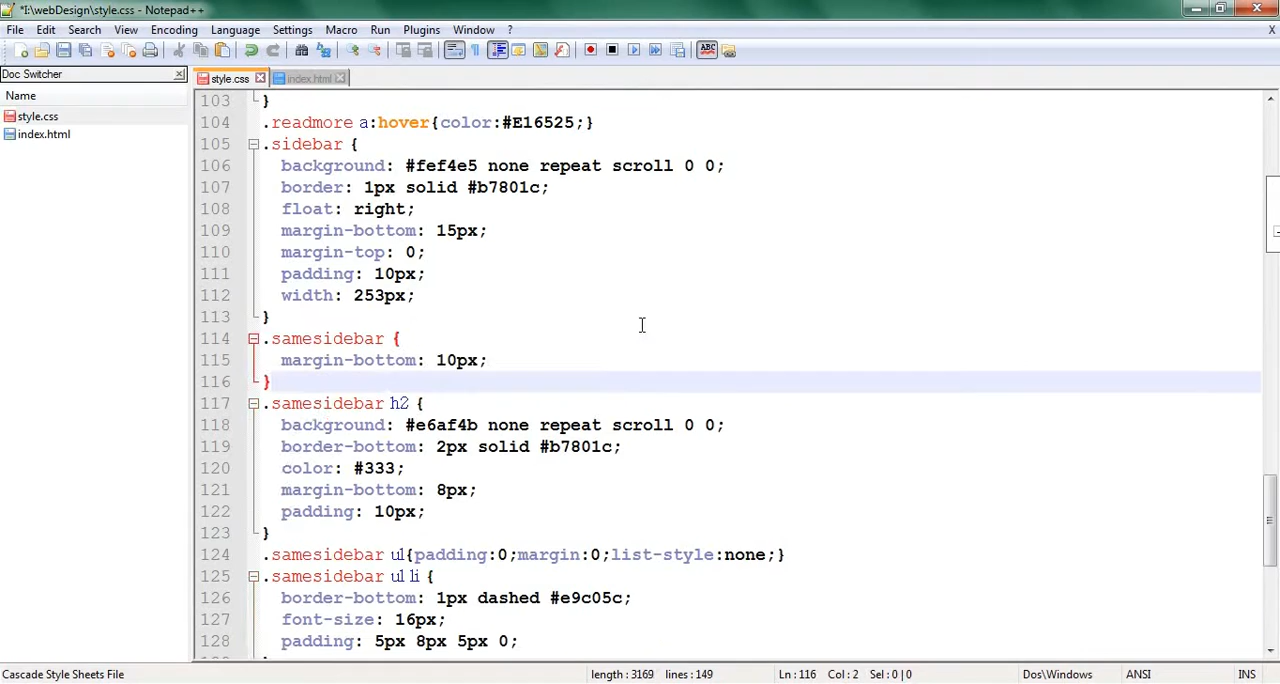 *I:\webDesign\style.css - Notepad++
File Edit Search View Encoding Language Settings Macro Run Plugins Window ? X
ABC
Doc Switcher
style.css index.html
Name
style.css
index.html
103 }
104 .readmore a:hover{color:#E16525;}
105 .sidebar {
106 background: #fef4e5 none repeat scroll 0 0;
107 border: 1px solid #b7801c;
108 float: right;
109 margin-bottom: 15px;
110 margin-top: 0;
111 padding: 10px;
112 width: 253px;
113 }
114 .samesidebar {
115 margin-bottom: 10px;
116 }
117 .samesidebar h2 {
118 background: #e6af4b none repeat scroll 0 0;
119 border-bottom: 2px solid #b7801c;
120 color: #333;
121 margin-bottom: 8px;
122 padding: 10px;
123 }
124 .samesidebar ul{padding:0;margin:0;list-style:none;}
125 .samesidebar ul li {
126 border-bottom: 1px dashed #e9c05c;
127 font-size: 16px;
128 padding: 5px 8px 5px 0;
Cascade Style Sheets File length : 3169 lines : 149 Ln : 116 Col : 2 Sel : 0 | 0 Dos\Windows ANSI INS